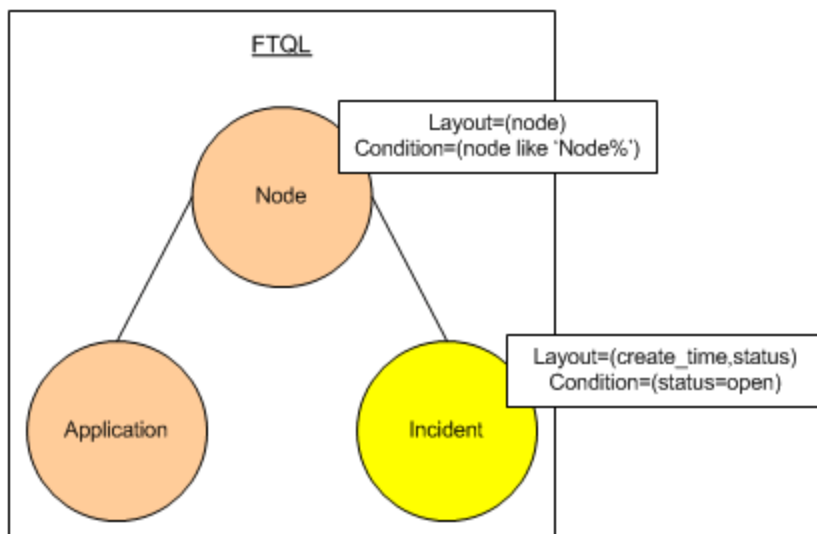 FTQL
Layout=(node)
Condition=(node like ‘Node%’)
Node
Layout=(create_time,status)
Condition=(status=open)
Application
Incident